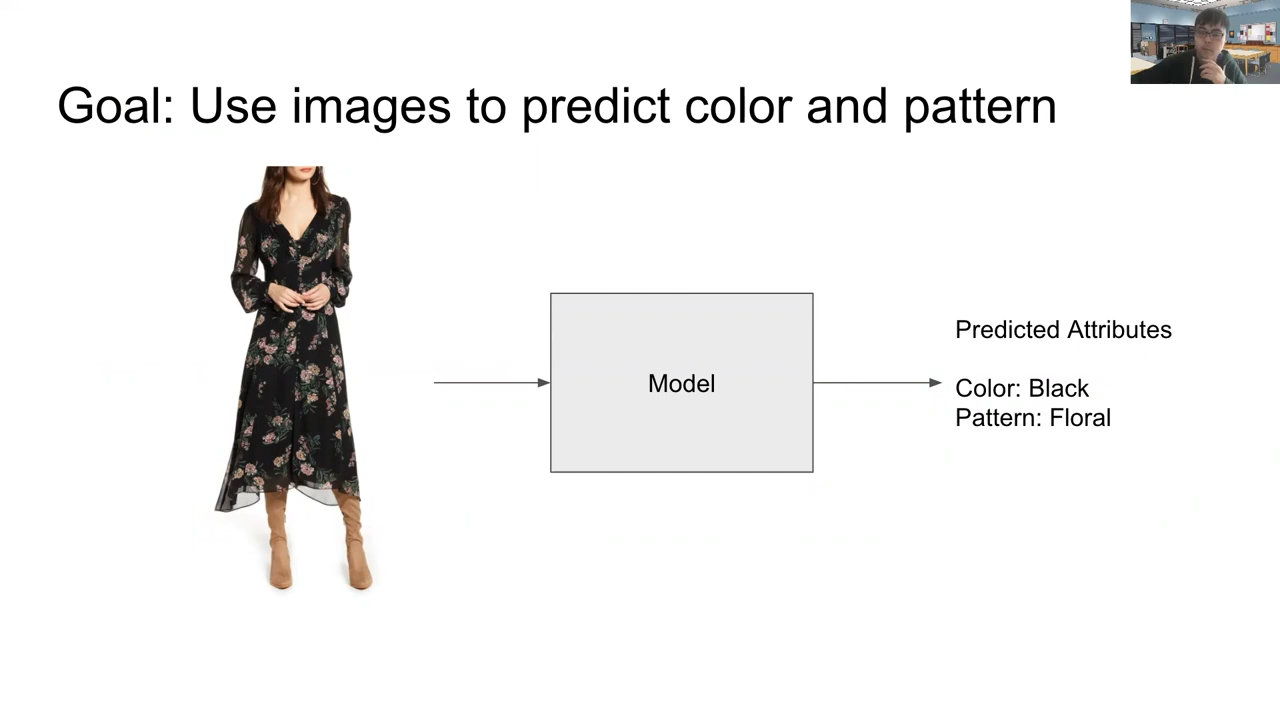 Goal: Use images to predict color and pattern
Model
Predicted Attributes
Color: Black
Pattern: Floral